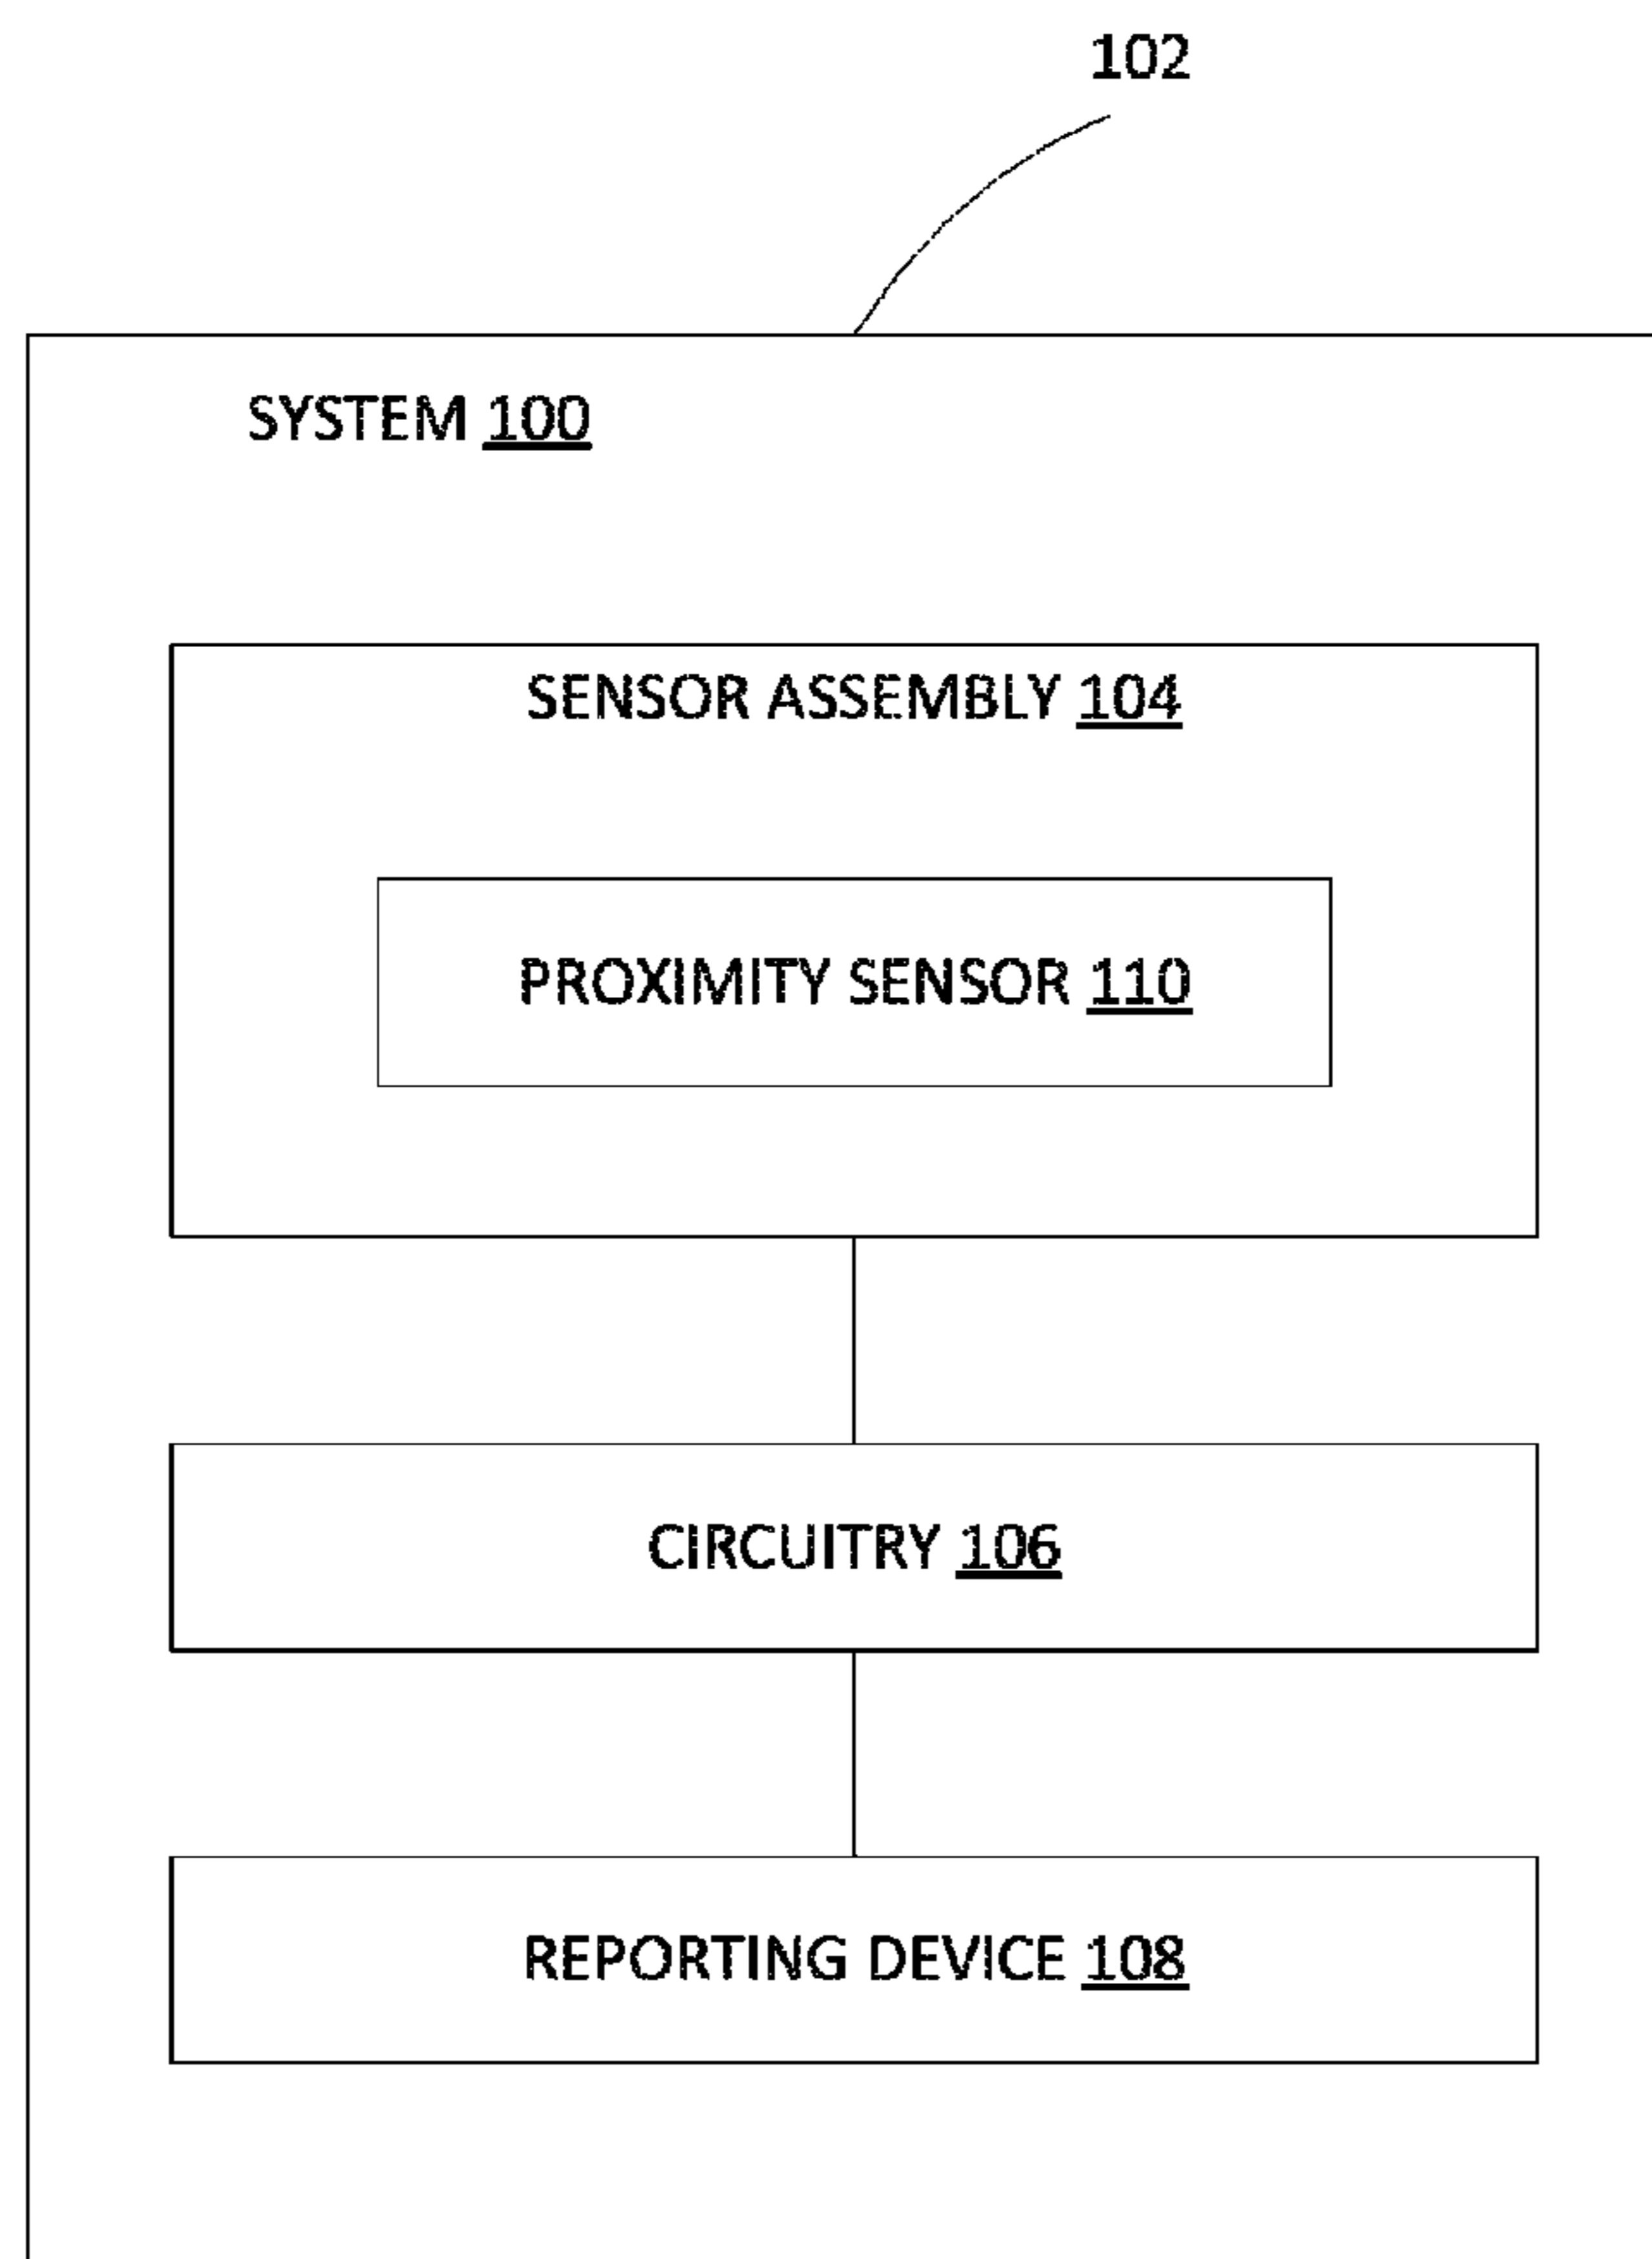 102
SYSTEM 100
SENSOR ASSEMBLY 104
PROXIMITY SENSOR 110
CIRCUITRY 106
REPORTING DEVICE 108